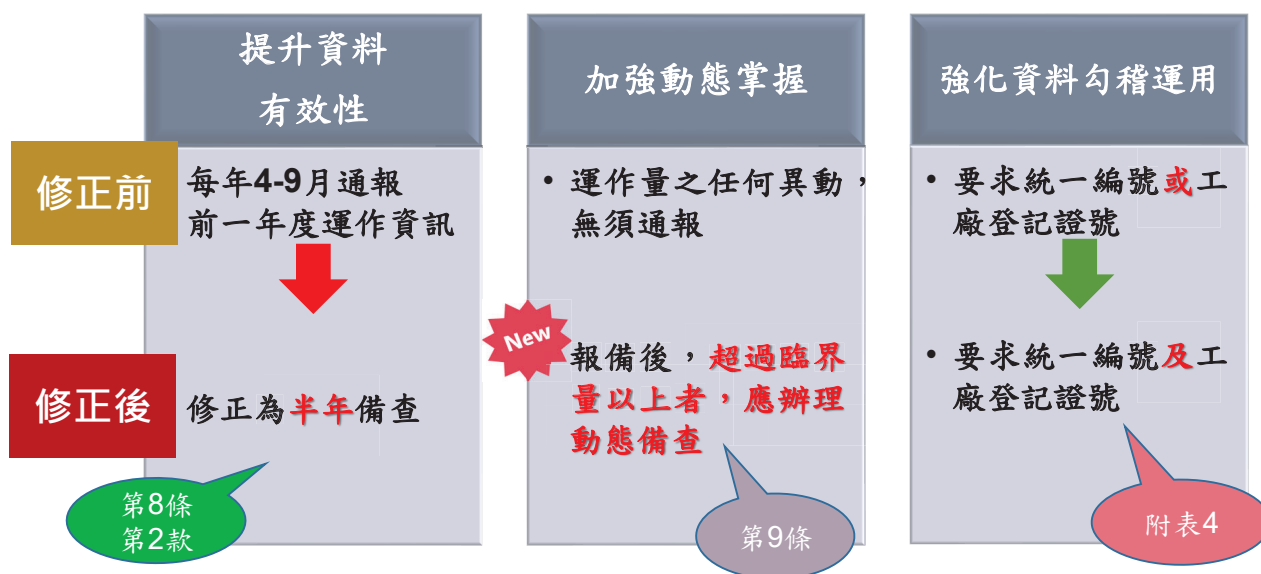 提升資料
有效性
加強動態掌握
強化資料勾稽運用
修正前
每年4-9月通報
前一年度運作資訊
• 運作量之任何異動，
無須通報
• 要求統一編號或工
廠登記證號
修正後
修正為半年備查
New
報備後，超過臨界
量以上者，應辦理
動態備查
• 要求統一編號及工
廠登記證號
第8條
第2款
第9條
附表4